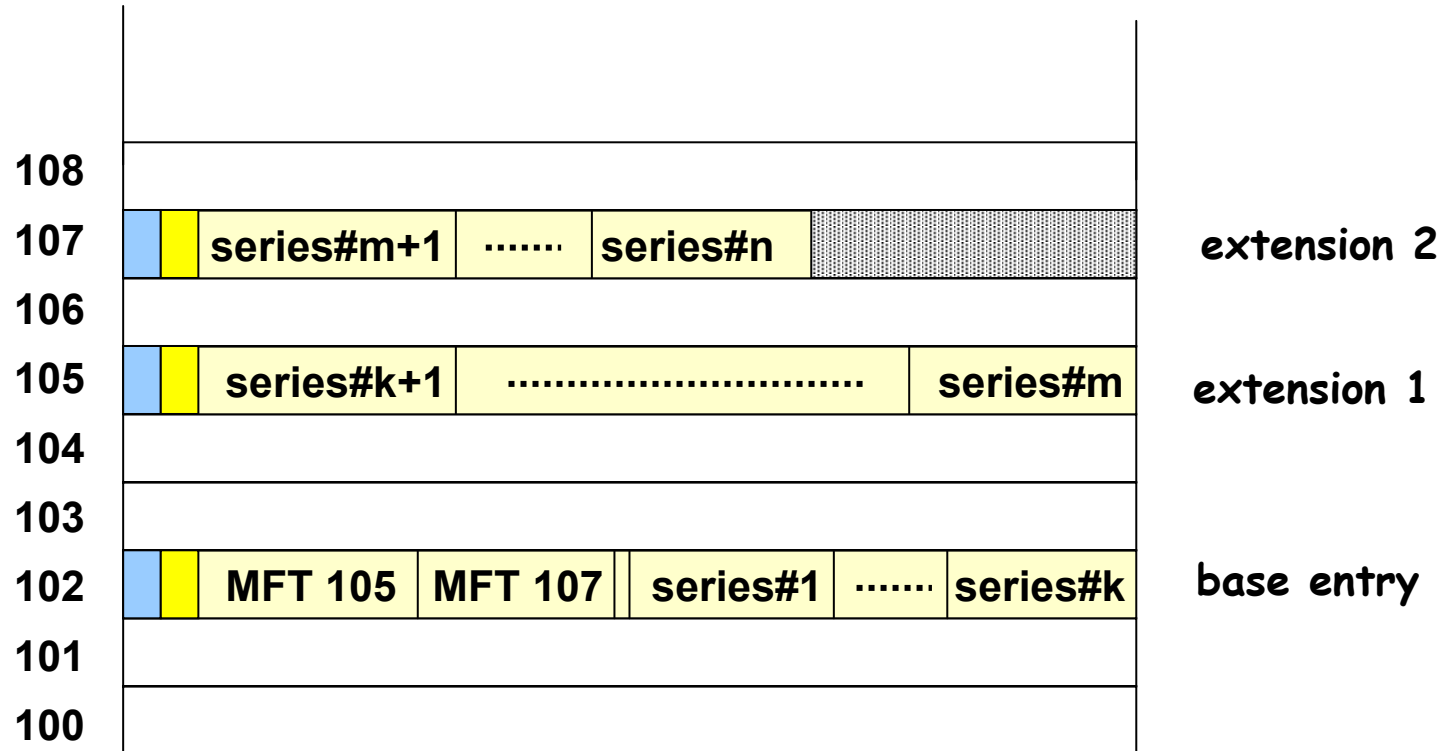 108
107 series#m+1 ....... series#n extension 2
106
105 series#k+1 .............................. series#m extension 1
104
103
102 MFT 105 MFT 107 series#1 ....... series#k base entry
101
100